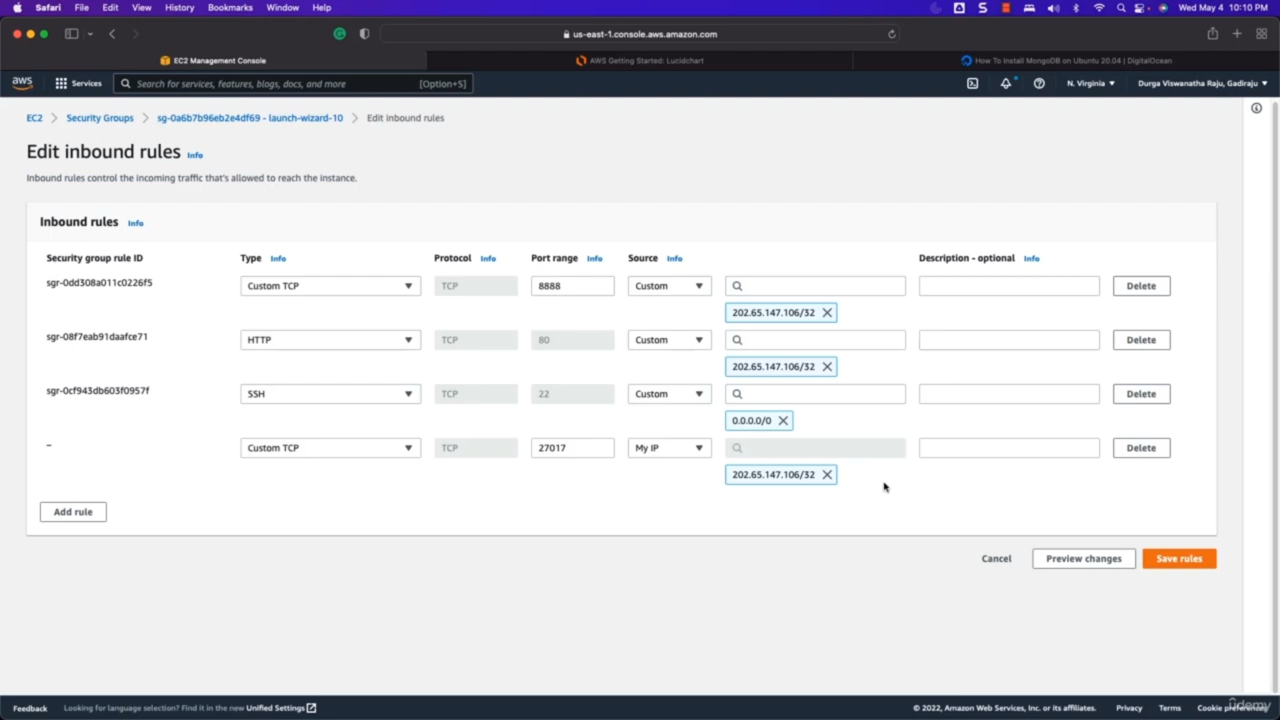 Safari File Edit View History Bookmarks Window Help Wed May 4 10:10 PM
us-east-1.console.aws.amazon.com
EC2 Management Console AWS Getting Started: Lucidchart How To Install MongoDB on Ubuntu 20.04 | DigitalOcean
aws Services Search for services, features, blogs, docs, and more [Option+S] N. Virginia Durga Viswanatha Raju, Gadiraju
EC2 Security Groups sg-0a6b7b96eb2e4df69 - launch-wizard-10 Edit inbound rules
Edit inbound rules Info
Inbound rules control the incoming traffic that's allowed to reach the instance.
Inbound rules Info
Security group rule ID Type Info Protocol Info Port range Info Source Info Description - optional Info
sgr-0dd308a011c0226f5 Custom TCP TCP 8888 Custom Delete
202.65.147.106/32
sgr-08f7eab91daafce71 HTTP TCP 80 Custom Delete
202.65.147.106/32
sgr-0cf943db603f0957f SSH TCP 22 Custom Delete
0.0.0.0/0
– Custom TCP TCP 27017 My IP Delete
202.65.147.106/32
Add rule
Cancel Preview changes Save rules
Feedback Looking for language selection? Find it in the new Unified Settings © 2022, Amazon Web Services, Inc. or its affiliates. Privacy Terms Cookie preferences
udemy